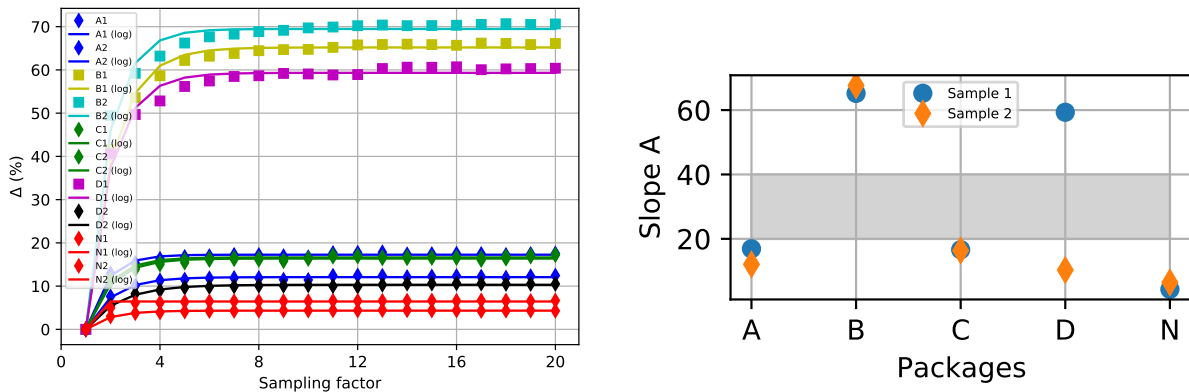 70
60
50
40
30
20
10
0
Δ (%)
A1
A1 (log)
A2
A2 (log)
B1
B1 (log)
B2
B2 (log)
C1
C1 (log)
C2
C2 (log)
D1
D1 (log)
D2
D2 (log)
N1
N1 (log)
N2
N2 (log)
0 4 8 12 16 20
Sampling factor
60
40
20
Slope A
Sample 1
Sample 2
A B C D N
Packages